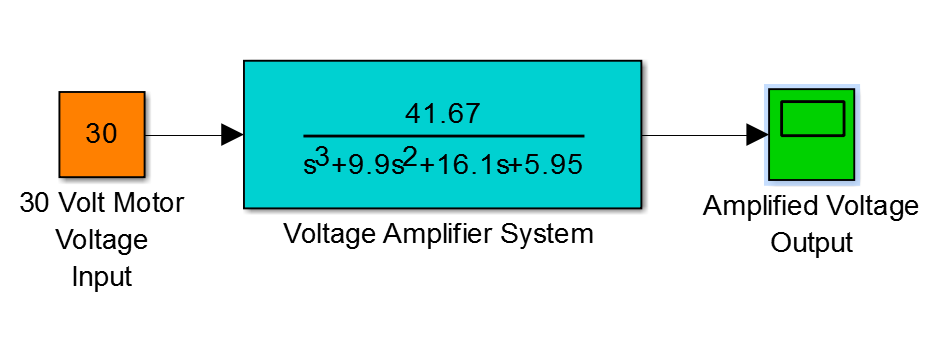 30
30 Volt Motor
Voltage
Input
41.67
s3+9.9s2+16.1s+5.95
Voltage Amplifier System
Amplified Voltage
Output